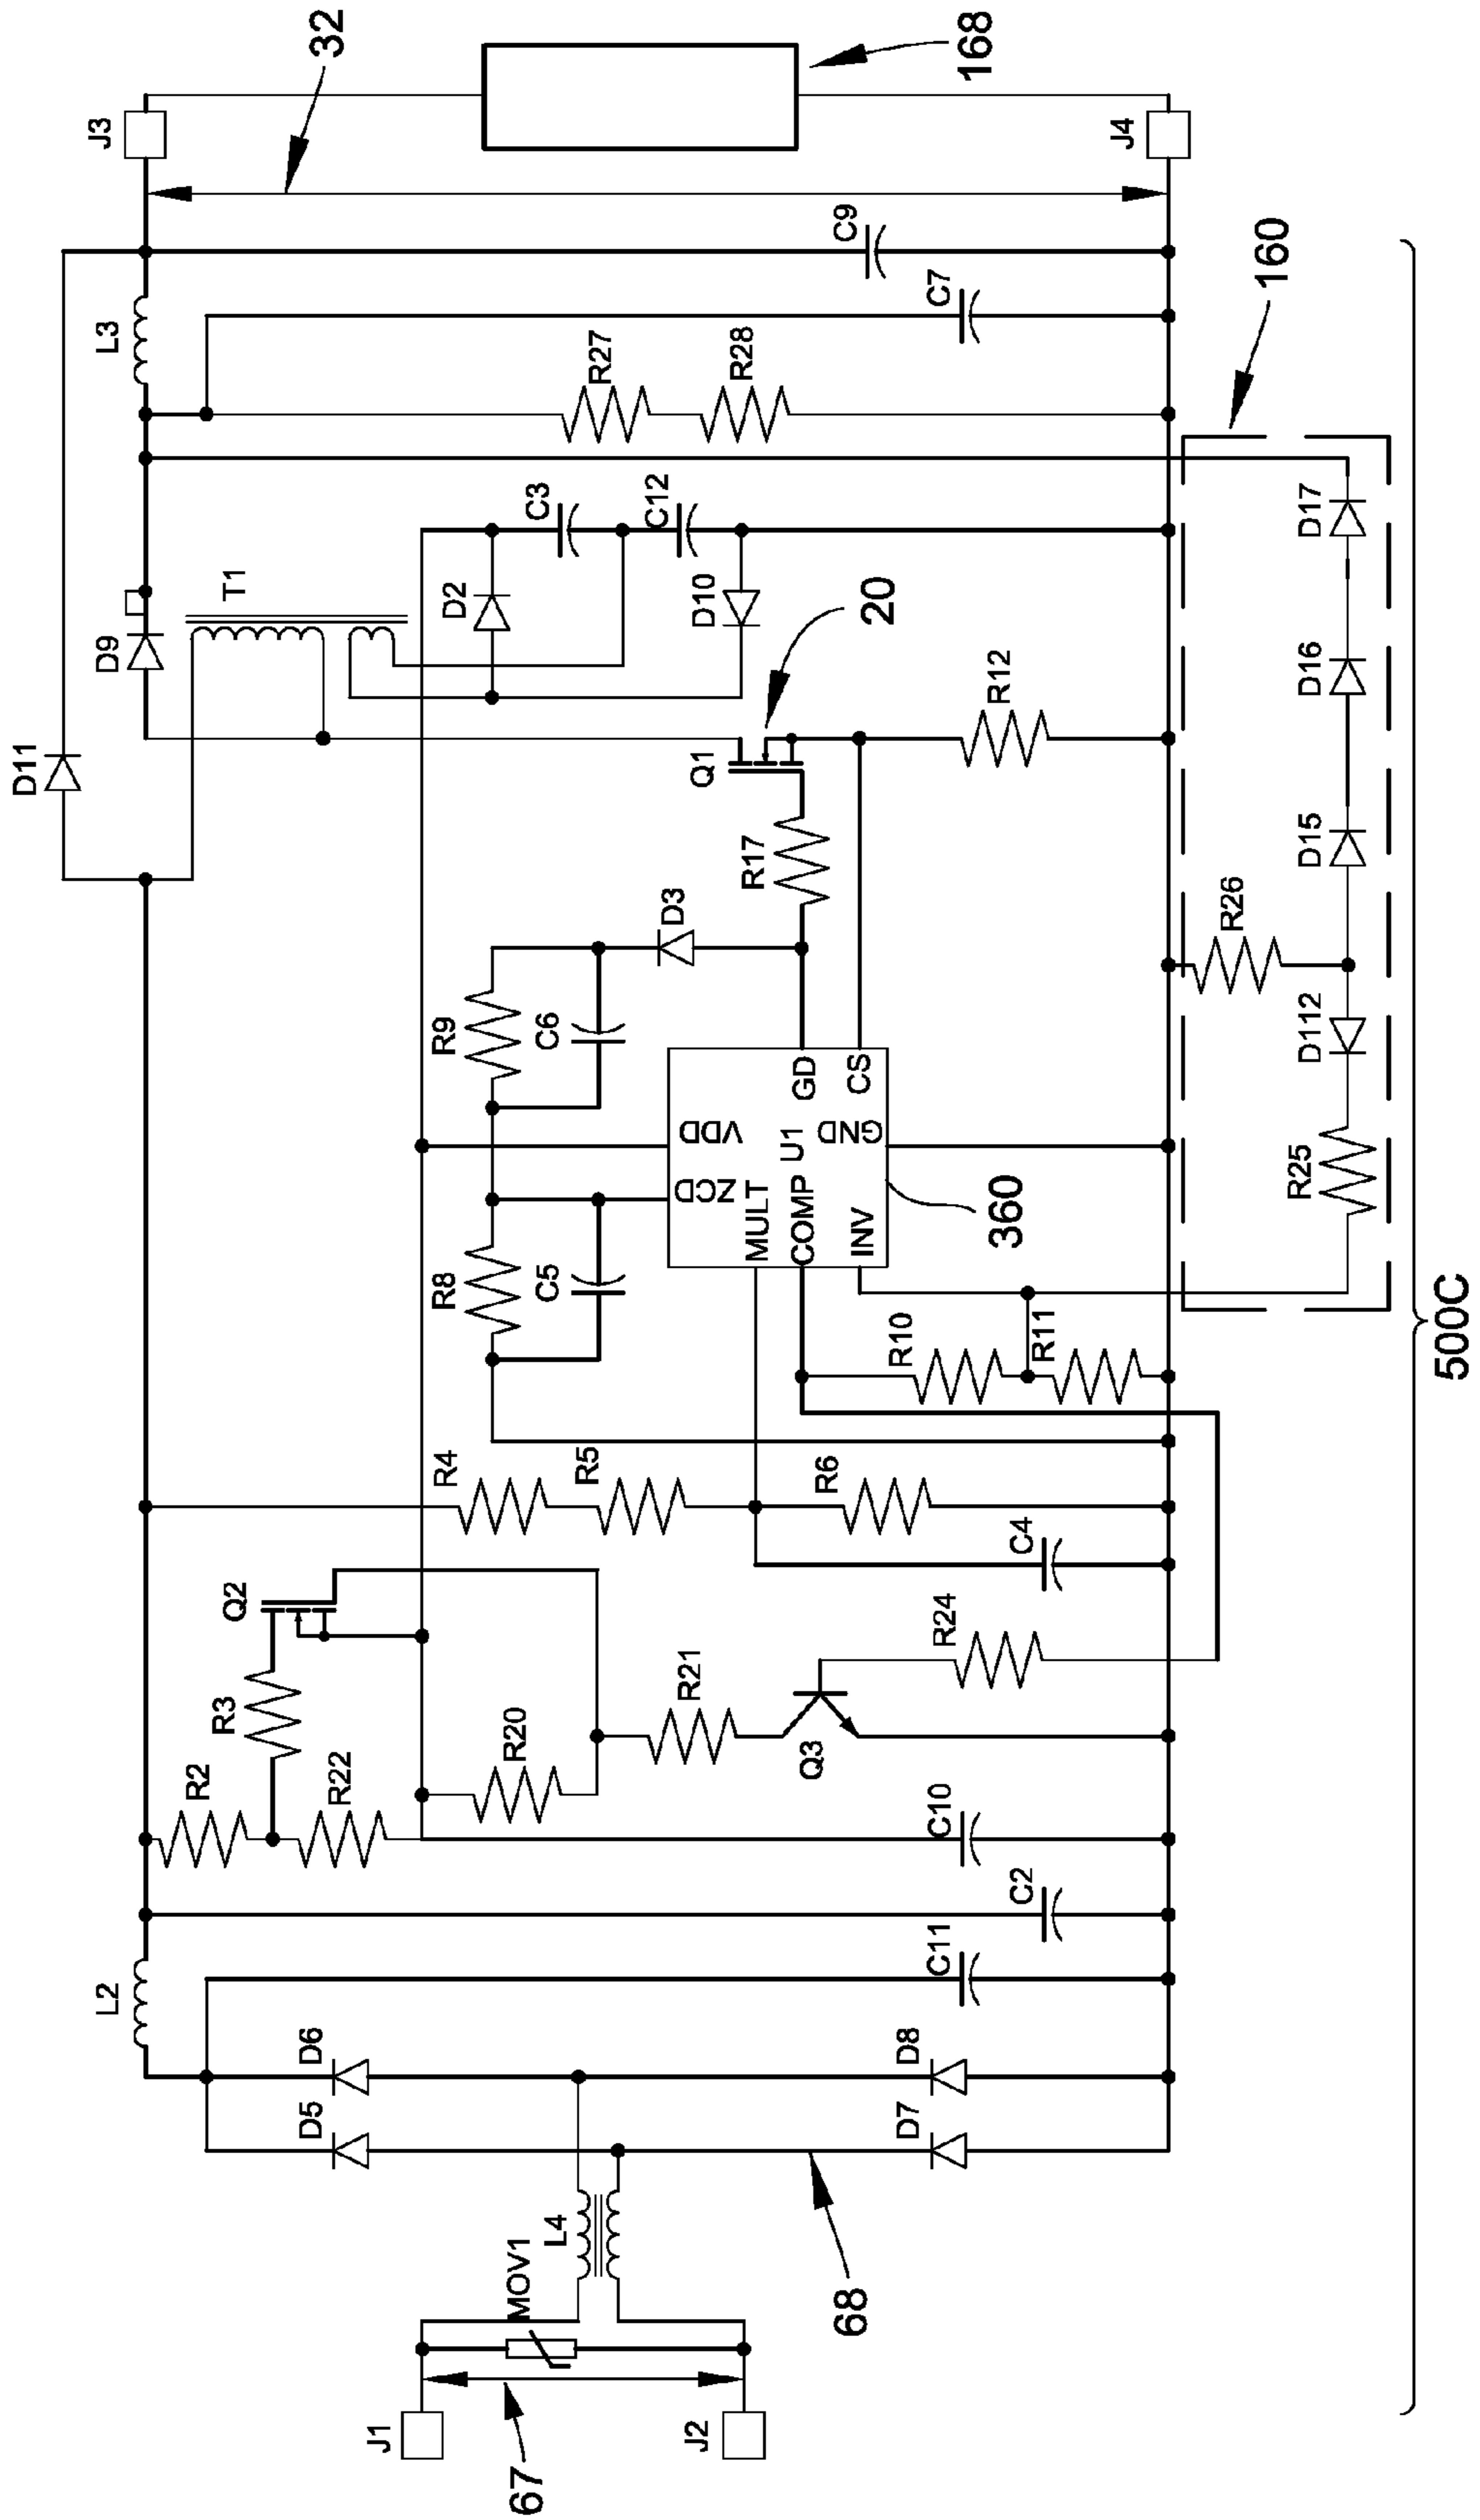 D11
D9
T1
L3
J3
32
168
J4
C9
C7
R27
R28
C3
C12
D2
D10
20
R12
Q1
R17
D3
R9
C6
R8
C5
VDD
ZCD
GD
CS
U1
GND
MULT
COMP
INV
360
R10
R11
R4
R5
R6
C4
Q2
R3
R2
R22
R20
R21
R24
Q3
C10
C2
C11
L2
D6
D5
D8
D7
L4
MOV1
68
J1
J2
67
160
D17
D16
D15
R26
D112
R25
500C